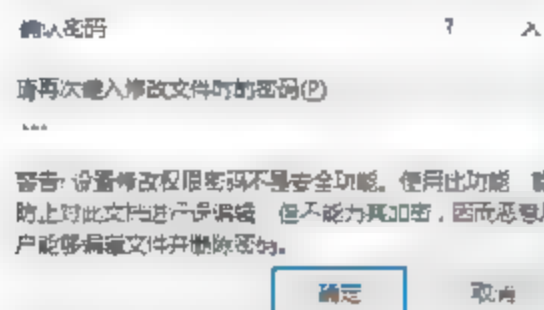 确认密码 ?
请再次键入修改文件时的密码(P)
***
警告: 设置修改权限密码不是安全功能。使用此功能 能
防止对此文档进行误编辑 但不能为其加密，因而恶意用
户能够编辑文件并删除密码。
确定 取消